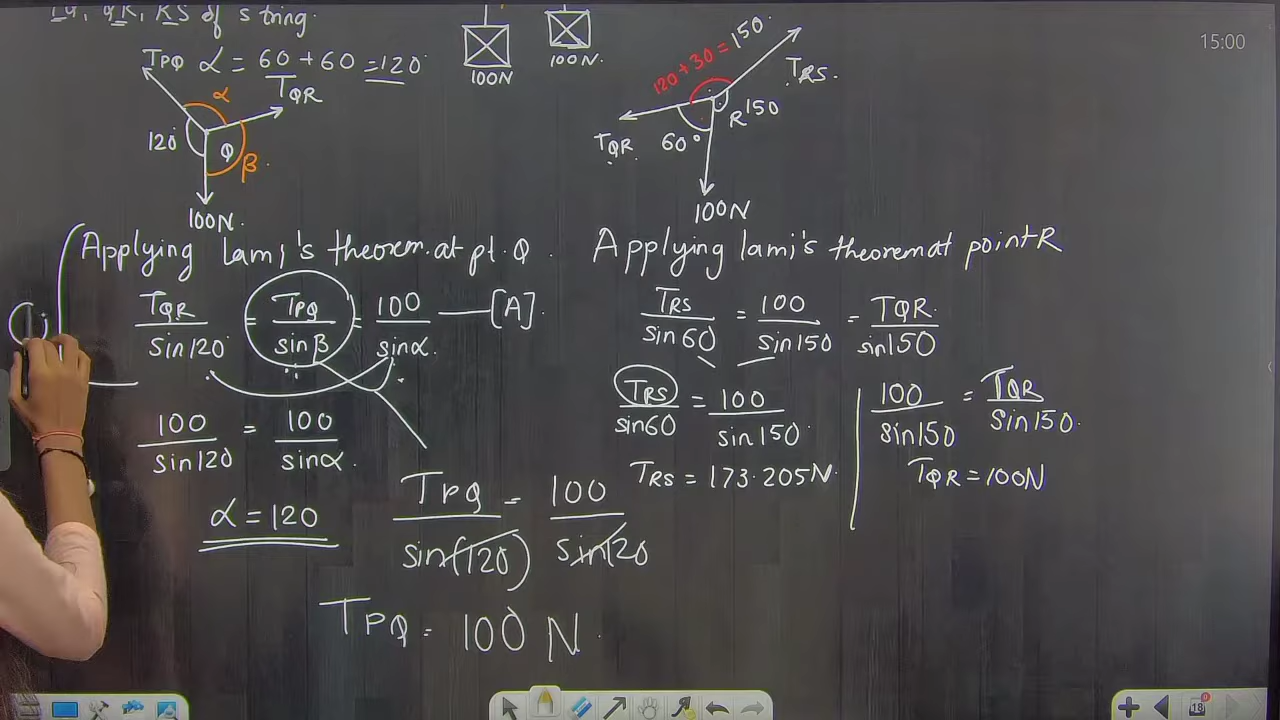 PQ, QR, RS of string.
TPQ α = 60 + 60 = 120°
TQR
α
120°
Q
β
100N.
100N
100N.
120 + 30 = 150
TRS.
R 150
TQR
60°
100N
Applying lami's theorem at pt. Q.
TQR/sin120° = TPQ/sinβ = 100/sinα. — [A].
100/sin120 = 100/sinα.
α = 120
TPQ/sin(120) = 100/sin120
TPQ = 100 N.
Applying lami's theorem at point R
TRS/sin60 = 100/sin150 = TQR/sin150
TRS/sin60 = 100/sin150
TRS = 173.205N.
100/sin150 = TQR/Sin150.
TQR = 100N
15:00
18